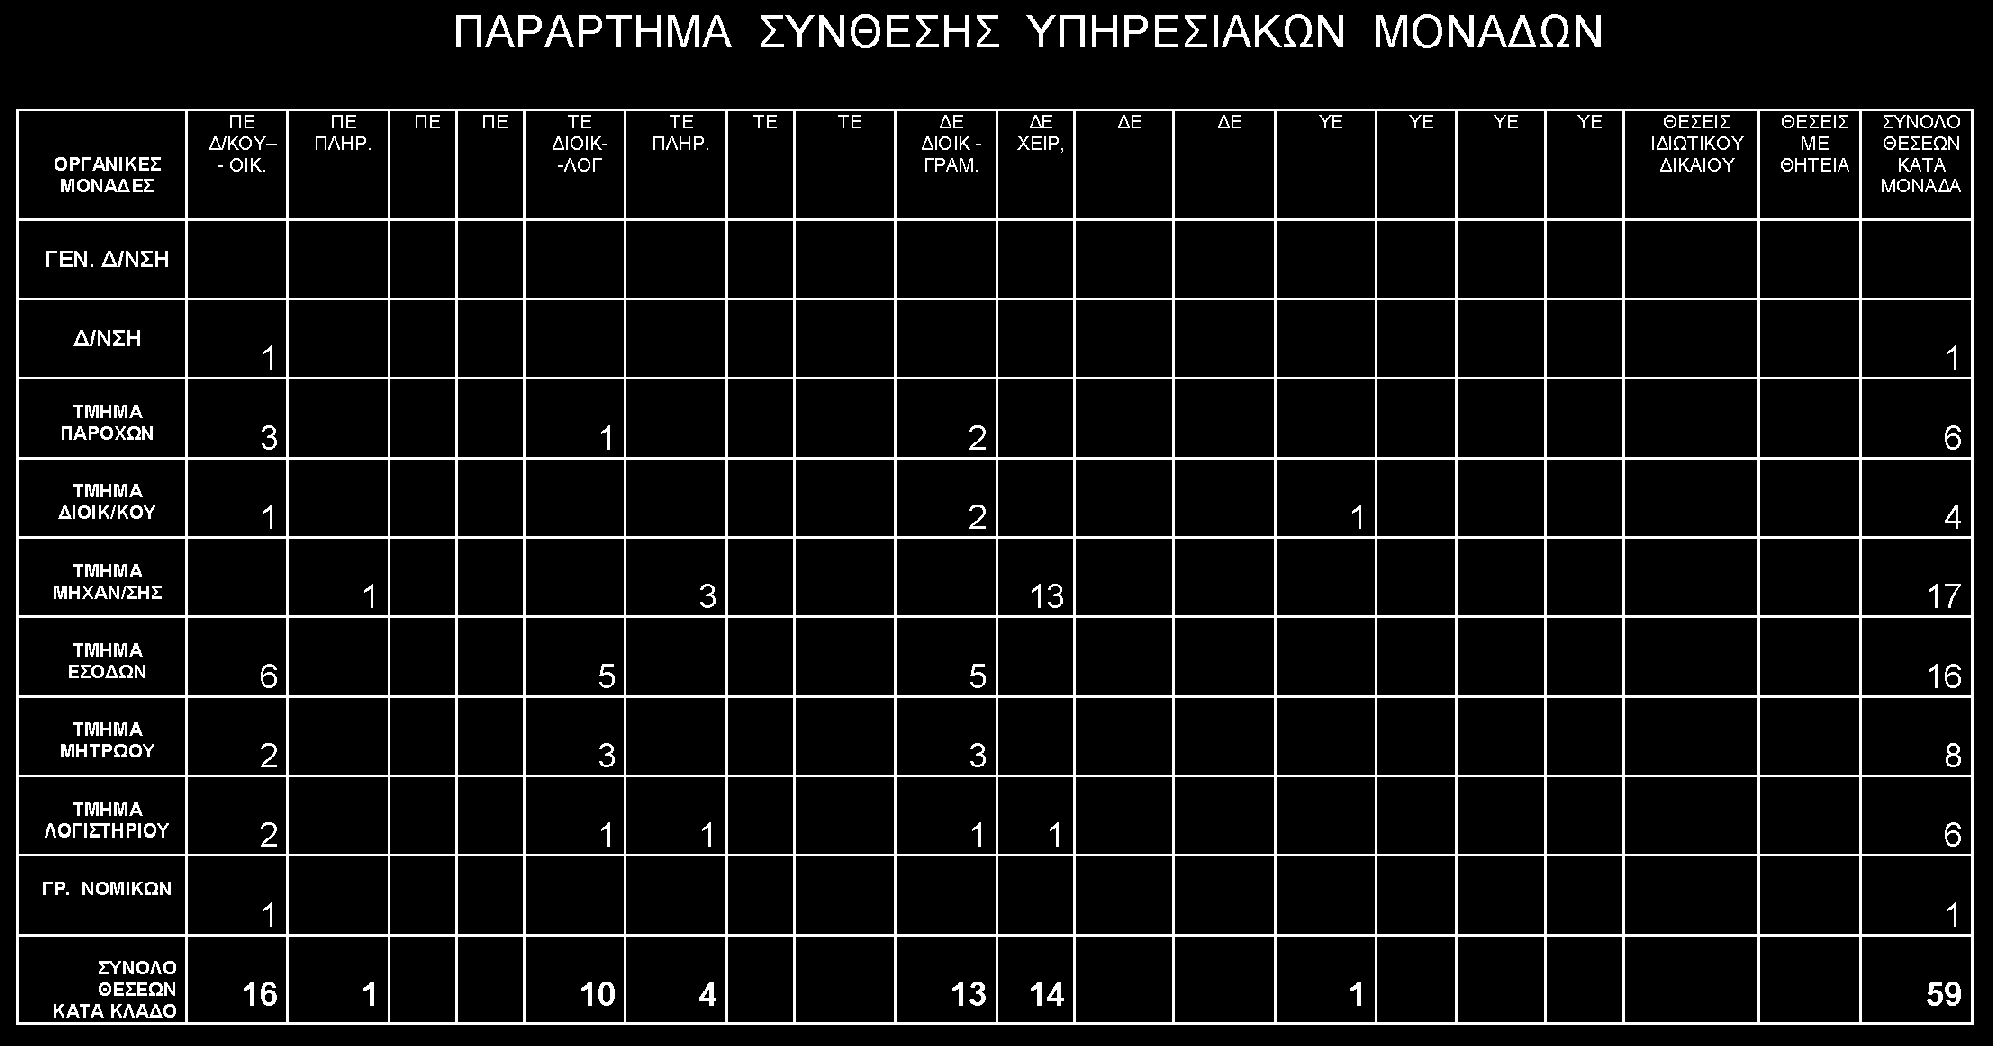 ΠΑΡΑΡΤΗΜΑ ΣΥΝΘΕΣΗΣ ΥΠΗΡΕΣΙΑΚΩΝ ΜΟΝΑΔΩΝ
ΟΡΓΑΝΙΚΕΣ
ΜΟΝΑΔΕΣ
ΠΕ
Δ/ΚΟΥ–
- ΟΙΚ.
ΠΕ
ΠΛΗΡ.
ΠΕ
ΠΕ
ΤΕ
ΔΙΟΙΚ-
-ΛΟΓ
ΤΕ
ΠΛΗΡ.
ΤΕ
ΤΕ
ΔΕ
ΔΙΟΙΚ -
ΓΡΑΜ.
ΔΕ
ΧΕΙΡ,
ΔΕ
ΔΕ
ΥΕ
ΥΕ
ΥΕ
ΥΕ
ΘΕΣΕΙΣ
ΙΔΙΩΤΙΚΟΥ
ΔΙΚΑΙΟΥ
ΘΕΣΕΙΣ
ΜΕ
ΘΗΤΕΙΑ
ΣΥΝΟΛΟ
ΘΕΣΕΩΝ
ΚΑΤΑ
ΜΟΝΑΔΑ
ΓΕΝ. Δ/ΝΣΗ
Δ/ΝΣΗ
1 1
ΤΜΗΜΑ
ΠΑΡΟΧΩΝ
3 1 2 6
ΤΜΗΜΑ
ΔΙΟΙΚ/ΚΟΥ
1 2 1 4
ΤΜΗΜΑ
ΜΗΧΑΝ/ΣΗΣ
1 3 13 17
ΤΜΗΜΑ
ΕΣΟΔΩΝ
6 5 5 16
ΤΜΗΜΑ
ΜΗΤΡΩΟΥ
2 3 3 8
ΤΜΗΜΑ
ΛΟΓΙΣΤΗΡΙΟΥ
2 1 1 1 1 6
ΓΡ. ΝΟΜΙΚΩΝ
1 1
ΣΥΝΟΛΟ
ΘΕΣΕΩΝ
ΚΑΤΑ ΚΛΑΔΟ
16 1 10 4 13 14 1 59